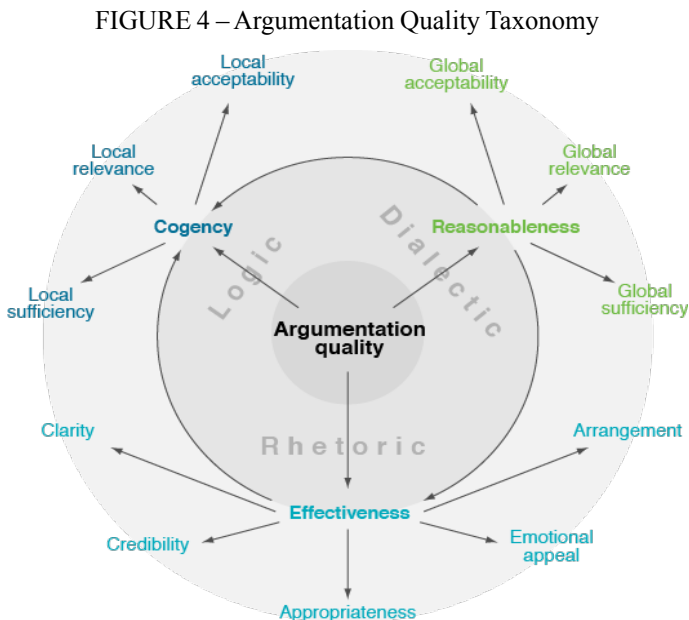 FIGURE 4 – Argumentation Quality Taxonomy
Local
acceptability
Global
acceptability
Local
relevance
Global
relevance
Cogency
Reasonableness
Logic
Dialectic
Local
sufficiency
Global
sufficiency
Argumentation
quality
Rhetoric
Clarity
Arrangement
Effectiveness
Credibility
Emotional
appeal
Appropriateness